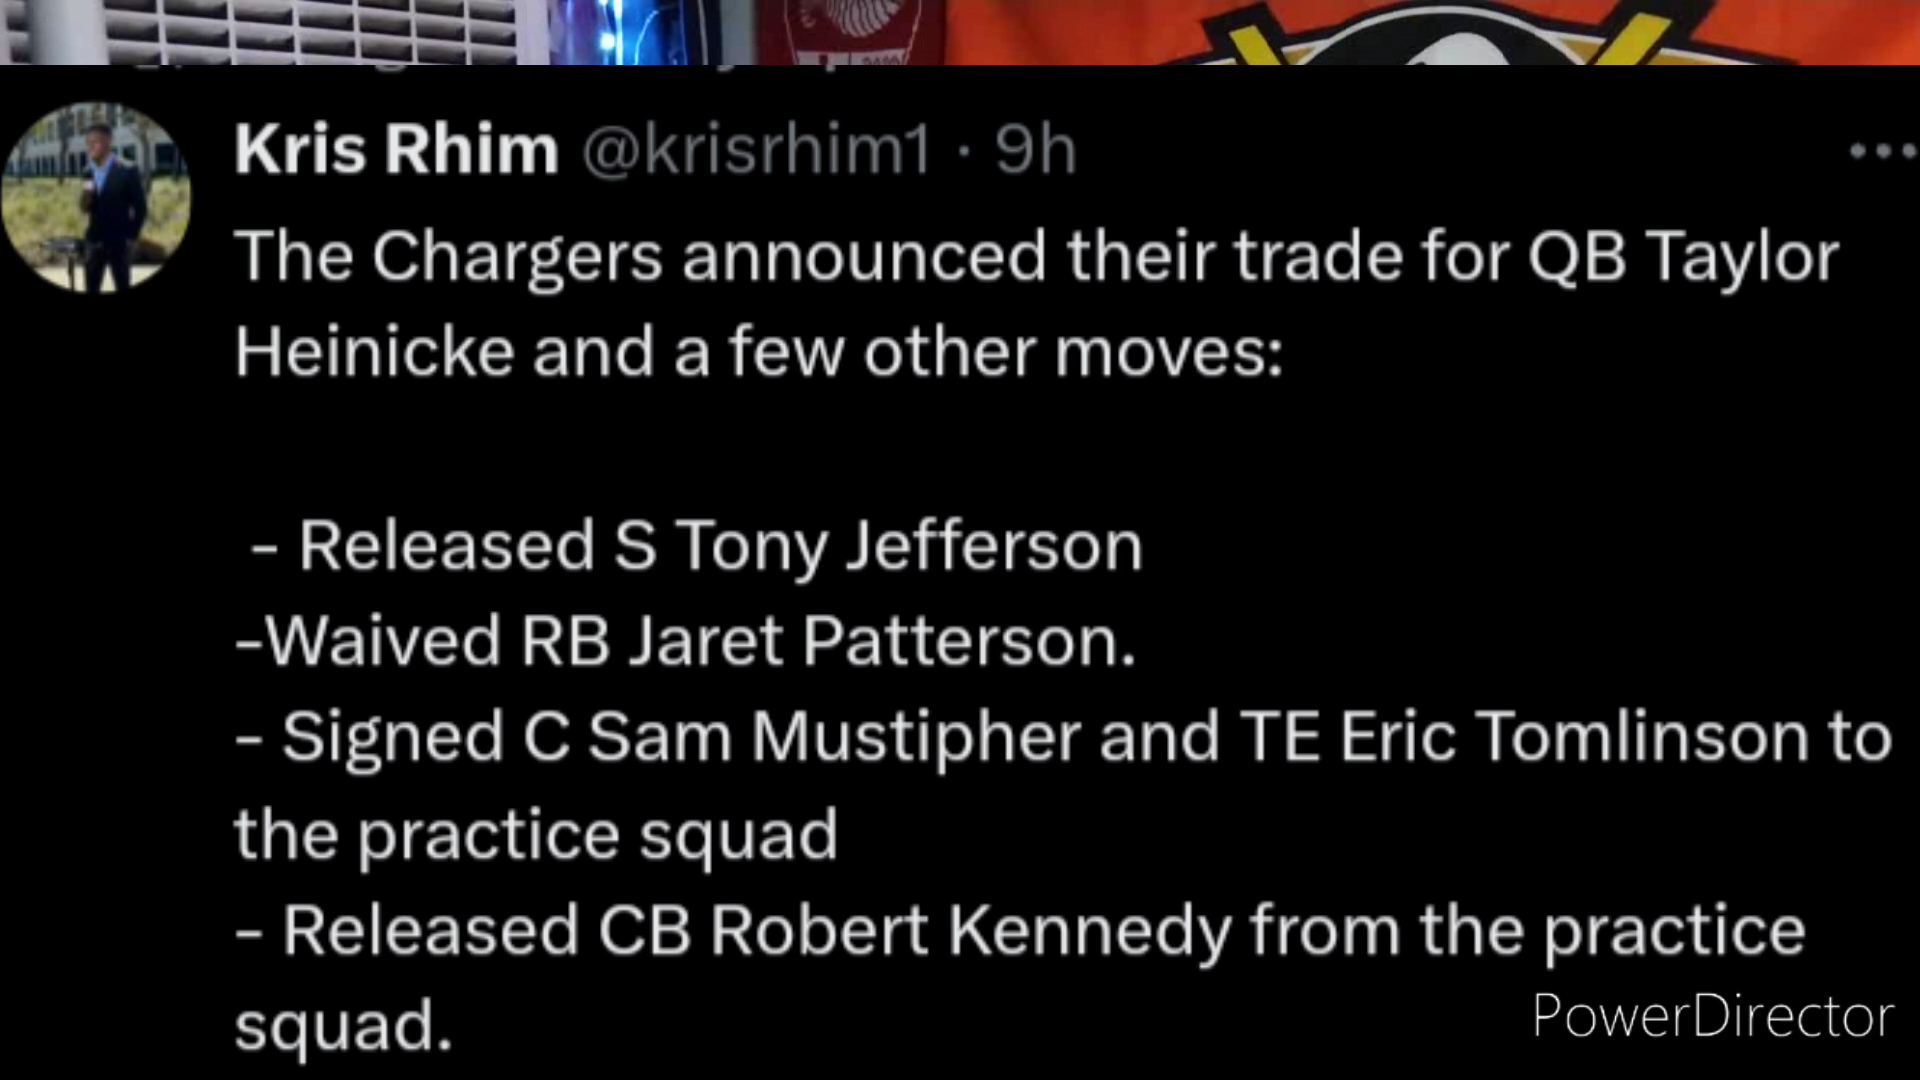 Kris Rhim @krisrhim1 · 9h
The Chargers announced their trade for QB Taylor
Heinicke and a few other moves:
- Released S Tony Jefferson
-Waived RB Jaret Patterson.
- Signed C Sam Mustipher and TE Eric Tomlinson to
the practice squad
- Released CB Robert Kennedy from the practice
squad.
PowerDirector